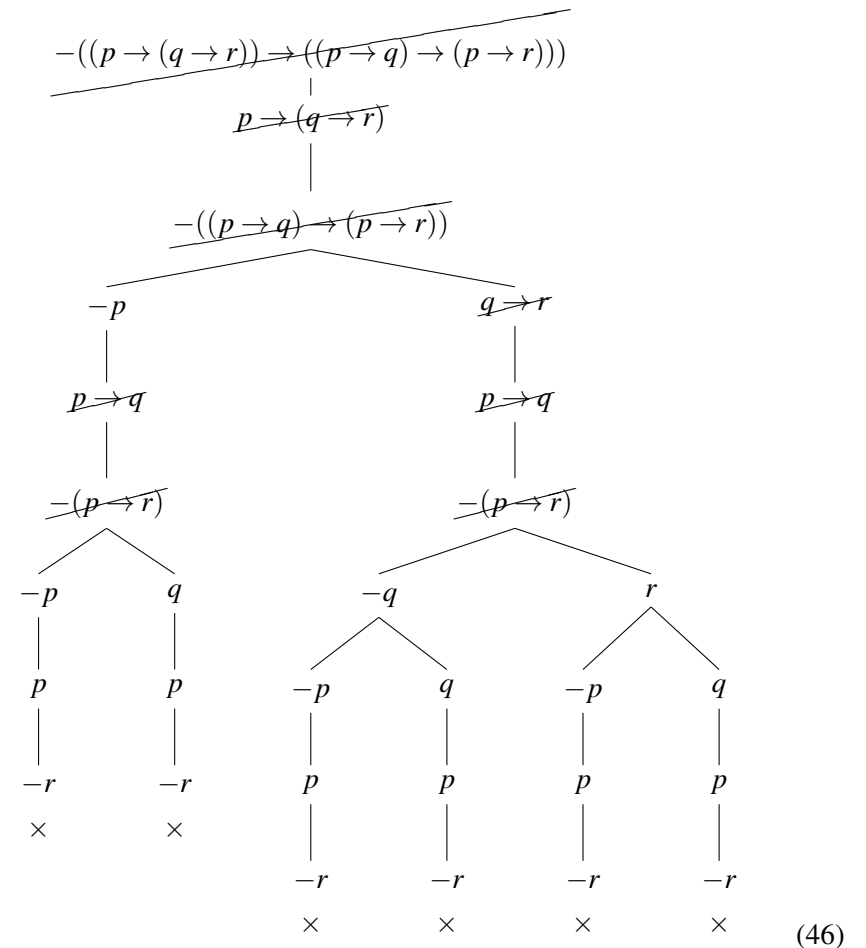 −((p → (q → r)) → ((p → q) → (p → r)))
p → (q → r)
−((p → q) → (p → r))
−p q → r
p → q p → q
−(p → r) −(p → r)
−p q −q r
p p −p q −p q
−r −r p p p p
× × −r −r −r −r
× × × × (46)